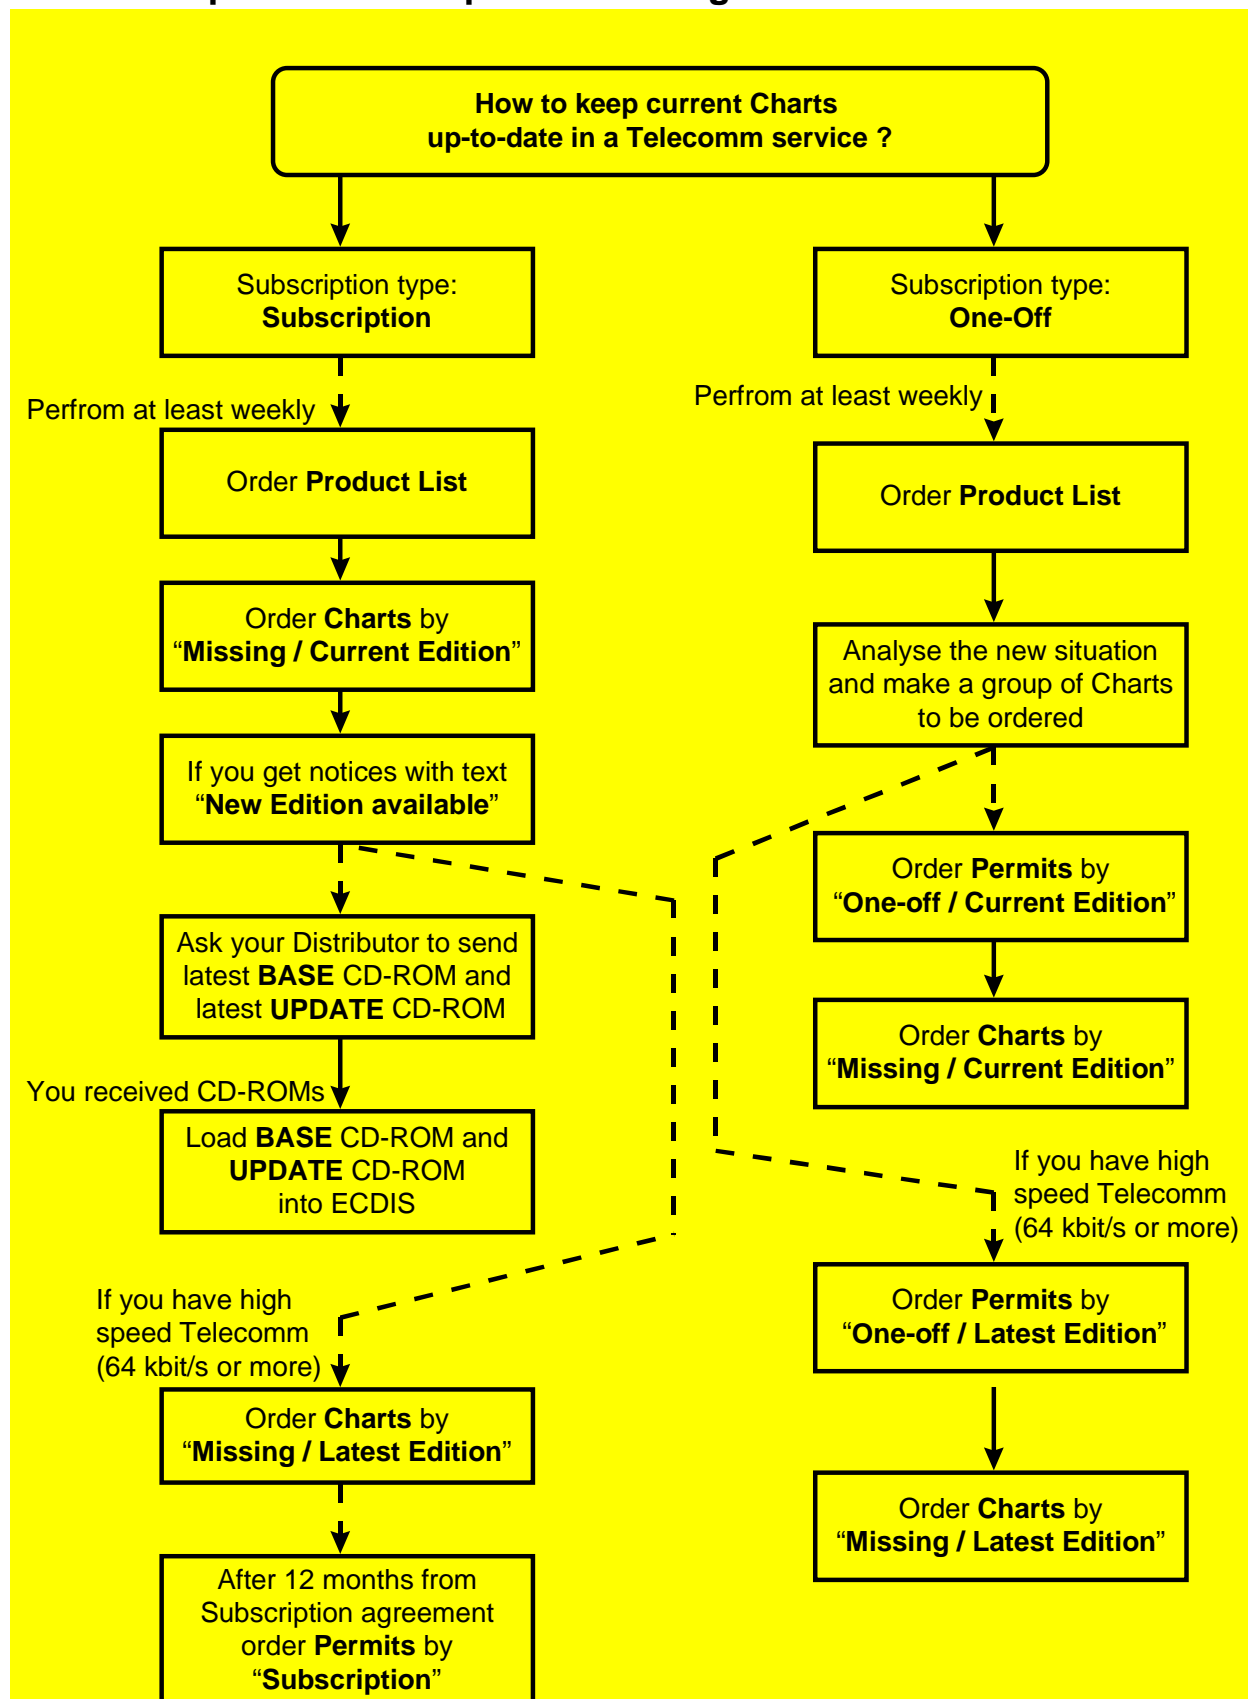 How to keep current Charts
up-to-date in a Telecomm service ?
Subscription type:
Subscription
Perfrom at least weekly
Order Product List
Order Charts by
“Missing / Current Edition”
If you get notices with text
“New Edition available”
Ask your Distributor to send
latest BASE CD-ROM and
latest UPDATE CD-ROM
You received CD-ROMs
Load BASE CD-ROM and
UPDATE CD-ROM
into ECDIS
If you have high
speed Telecomm
(64 kbit/s or more)
Order Charts by
“Missing / Latest Edition”
After 12 months from
Subscription agreement
order Permits by
“Subscription”
Subscription type:
One-Off
Perfrom at least weekly
Order Product List
Analyse the new situation
and make a group of Charts
to be ordered
Order Permits by
“One-off / Current Edition”
Order Charts by
“Missing / Current Edition”
If you have high
speed Telecomm
(64 kbit/s or more)
Order Permits by
“One-off / Latest Edition”
Order Charts by
“Missing / Latest Edition”